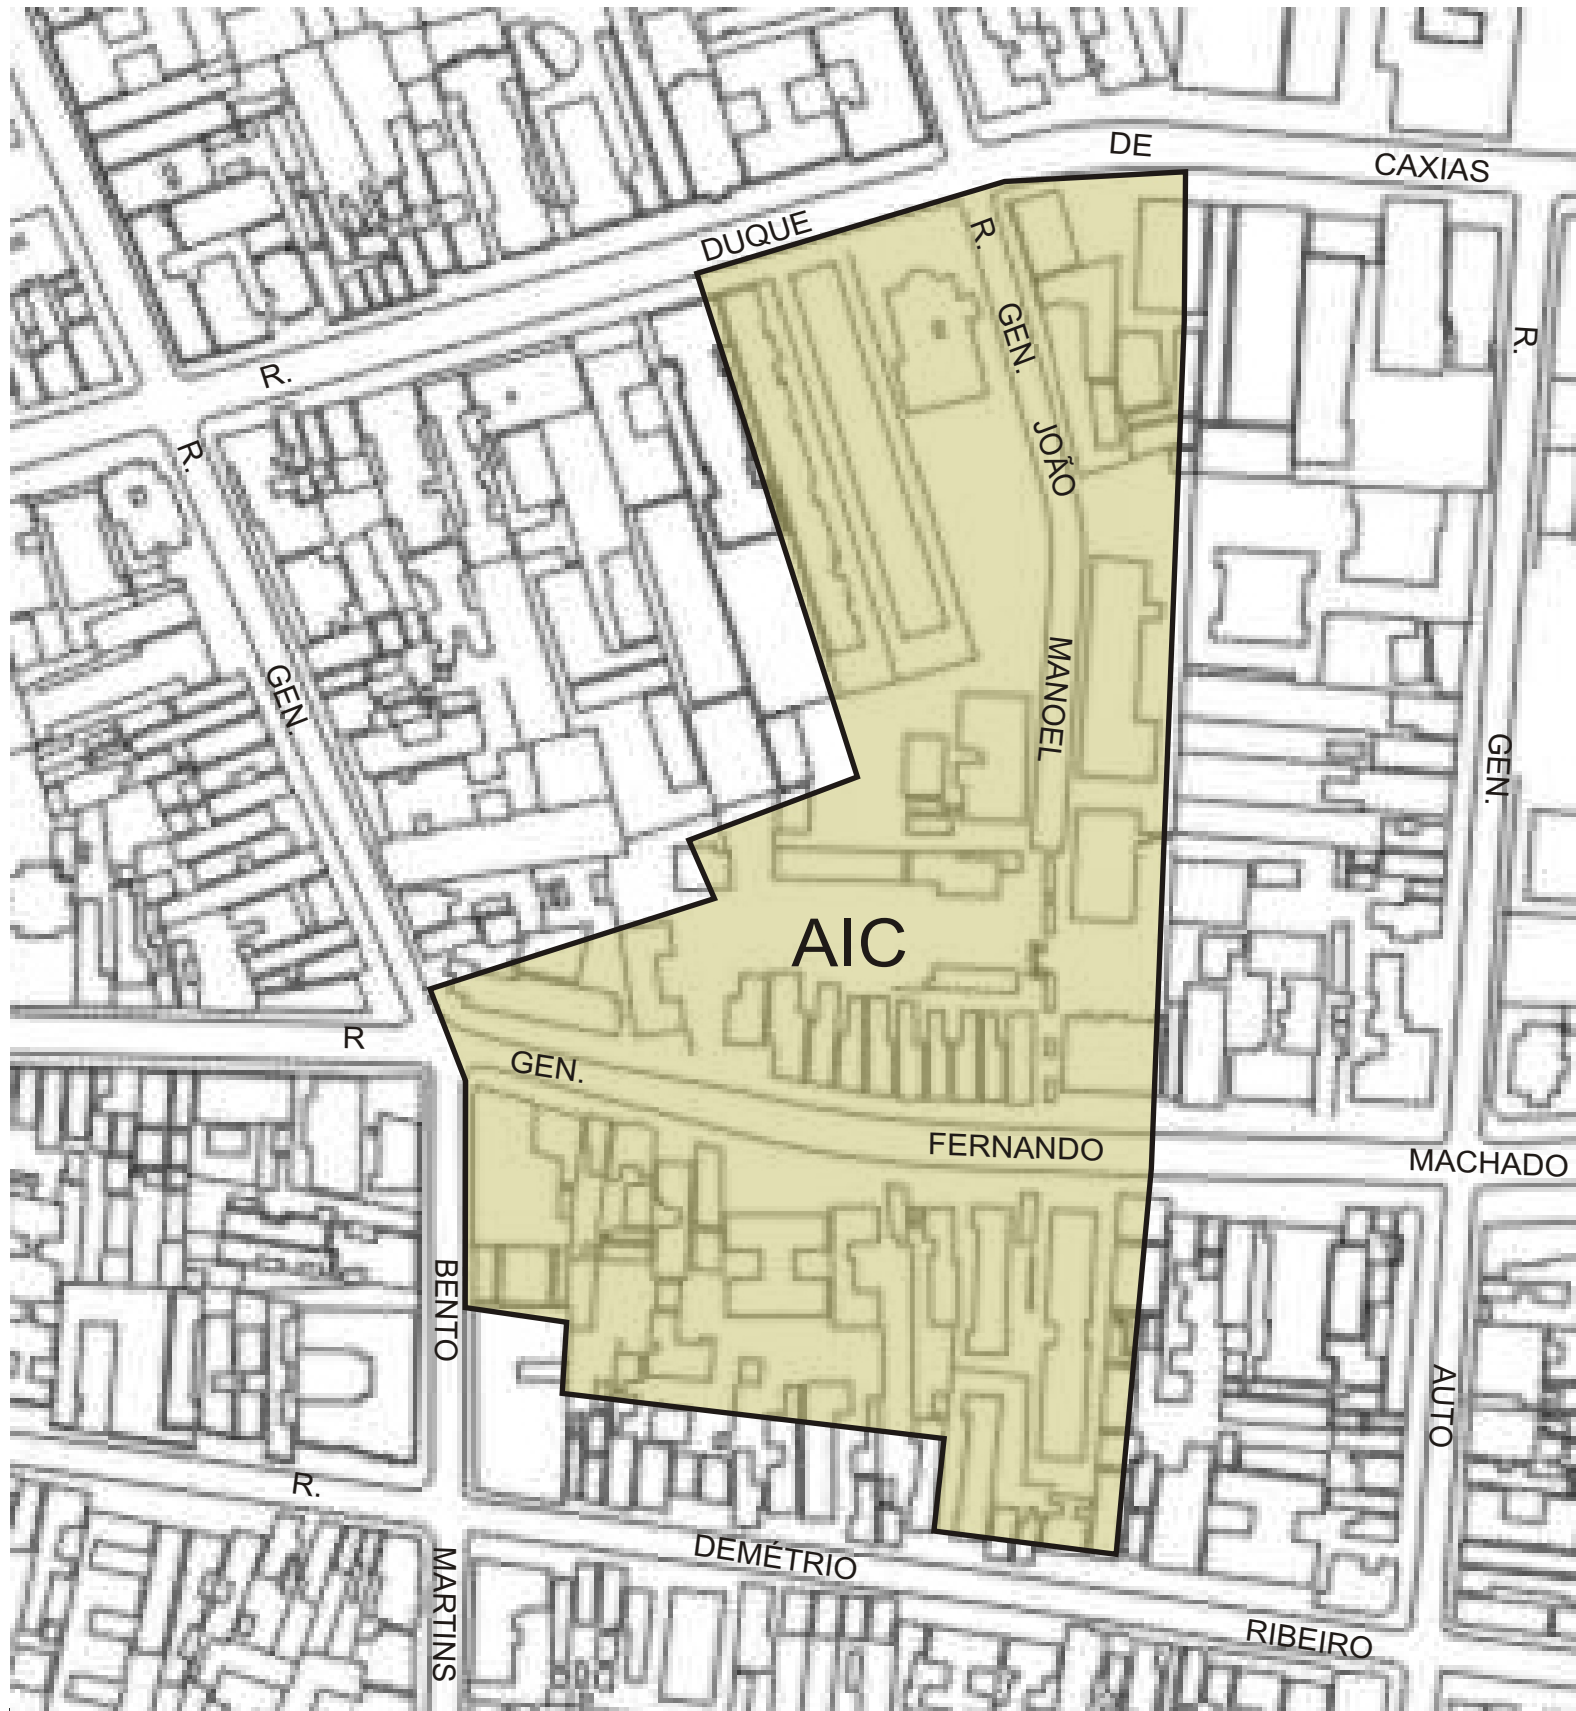 DE
CAXIAS
DUQUE
R.
R.
GEN.
JOÃO
MANOEL
R.
R.
GEN.
R.
GEN.
AIC
R
GEN.
FERNANDO
MACHADO
BENTO
AUTO
R.
DEMÉTRIO
MARTINS
RIBEIRO